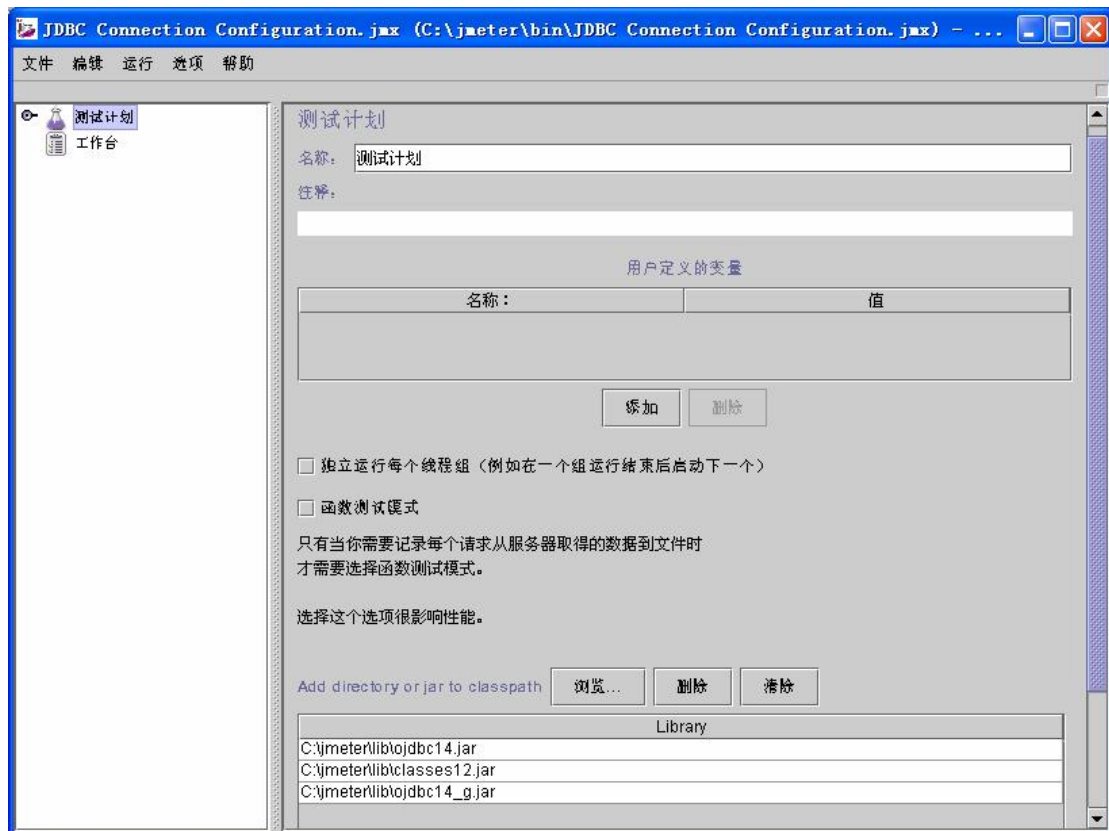 JDBC Connection Configuration.jmx (C:\jmeter\bin\JDBC Connection Configuration.jmx) - ...
文件 编辑 运行 选项 帮助
测试计划
工作台
测试计划
名称： 测试计划
注释：
用户定义的变量
名称： 值
添加 删除
独立运行每个线程组（例如在一个组运行结束后启动下一个）
函数测试模式
只有当你需要记录每个请求从服务器取得的数据到文件时
才需要选择函数测试模式。
选择这个选项很影响性能。
Add directory or jar to classpath 浏览... 删除 清除
Library
C:\jmeter\lib\ojdbc14.jar
C:\jmeter\lib\classes12.jar
C:\jmeter\lib\ojdbc14_g.jar